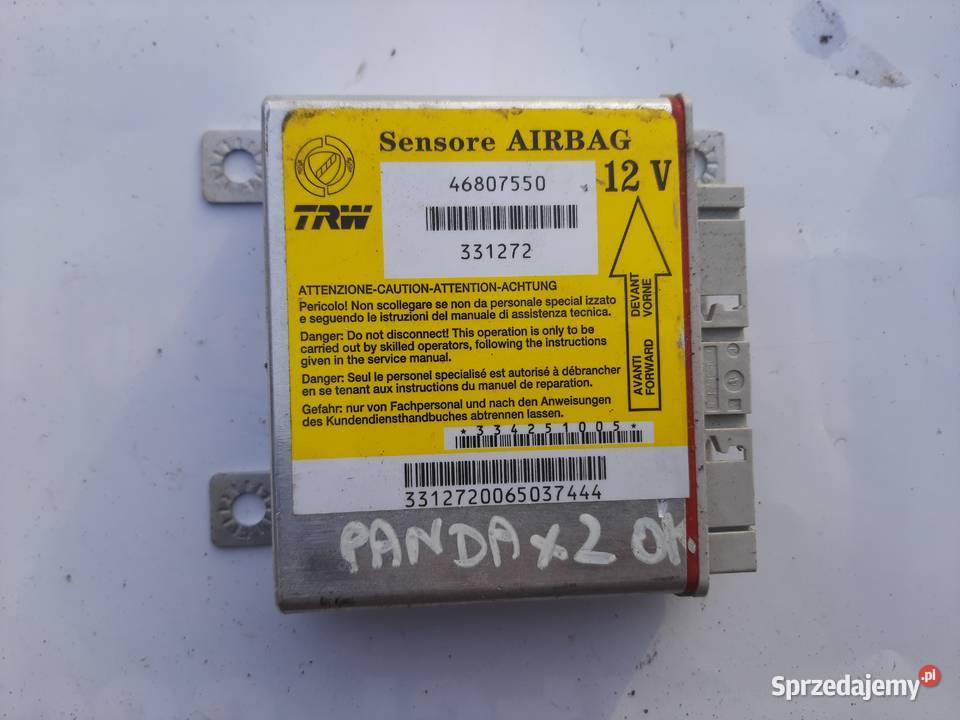 Sensore AIRBAG
46807550
12 V
TRW
331272
ATTENZIONE-CAUTION-ATTENTION-ACHTUNG
Pericolo! Non scollegare se non da personale special izzato
e seguendo le istruzioni del manuale di assistenza tecnica.
Danger: Do not disconnect! This operation is only to be
carried out by skilled operators, following the instructions
given in the service manual.
Danger: Seul le personel specialisé est autorisé à débrancher
en se tenant aux instructions du manuel de reparation.
Gefahr: nur von Fachpersonal und nach den Anweisungen
des Kundendiensthandbuches abtrennen lassen.
AVANTI DEVANT
FORWARD VORNE
*334251005*
3312720065037444
PANDA x2 OK.
Sprzedajemy.pl